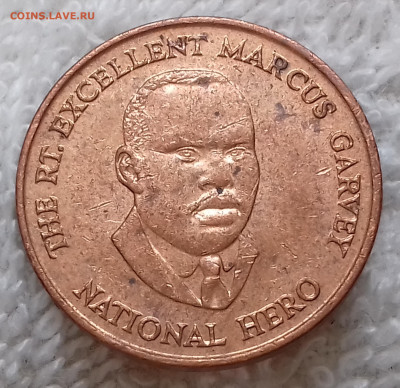 COINS.LAVE.RU
THE RT. EXCELLENT MARCUS GARVEY
NATIONAL HERO